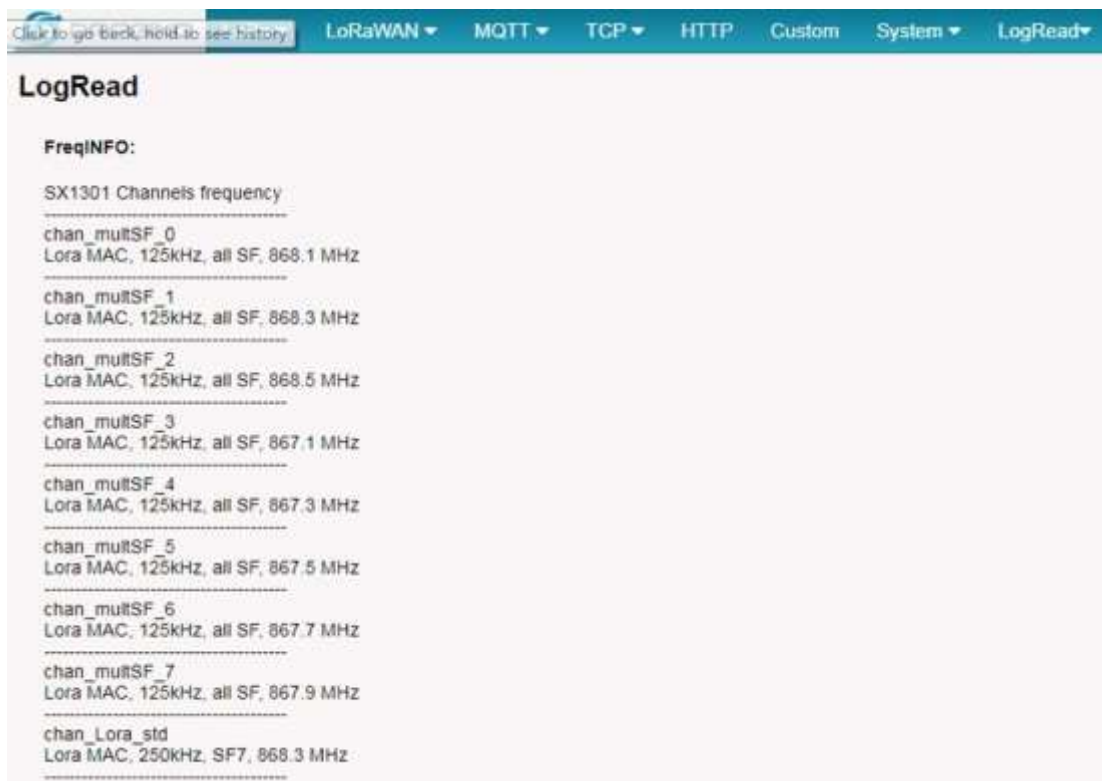 Click to go back, hold to see history
LoRaWAN MQTT TCP HTTP Custom System LogRead
LogRead
FreqINFO:
SX1301 Channels frequency
----------------------------------------
chan_multSF_0
Lora MAC, 125kHz, all SF, 868.1 MHz
----------------------------------------
chan_multSF_1
Lora MAC, 125kHz, all SF, 868.3 MHz
----------------------------------------
chan_multSF_2
Lora MAC, 125kHz, all SF, 868.5 MHz
----------------------------------------
chan_multSF_3
Lora MAC, 125kHz, all SF, 867.1 MHz
----------------------------------------
chan_multSF_4
Lora MAC, 125kHz, all SF, 867.3 MHz
----------------------------------------
chan_multSF_5
Lora MAC, 125kHz, all SF, 867.5 MHz
----------------------------------------
chan_multSF_6
Lora MAC, 125kHz, all SF, 867.7 MHz
----------------------------------------
chan_multSF_7
Lora MAC, 125kHz, all SF, 867.9 MHz
----------------------------------------
chan_Lora_std
Lora MAC, 250kHz, SF7, 868.3 MHz
----------------------------------------